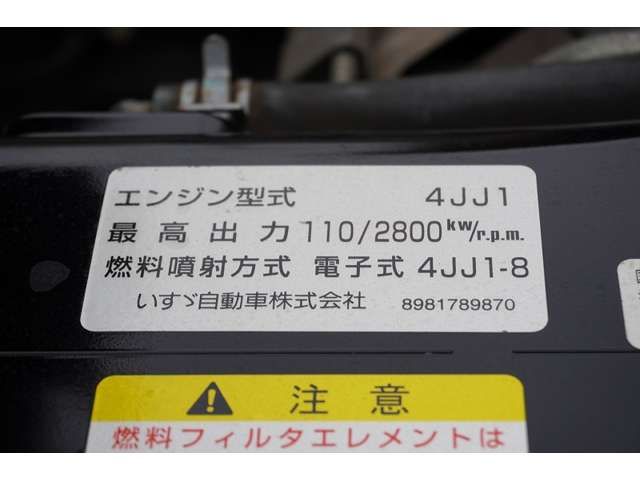 エンジン型式 4JJ1
最高出力 110/2800kW/r.p.m.
燃料噴射方式 電子式 4JJ1-8
いすゞ自動車株式会社 8981789870
⚠ 注意
燃料フィルタエレメントは